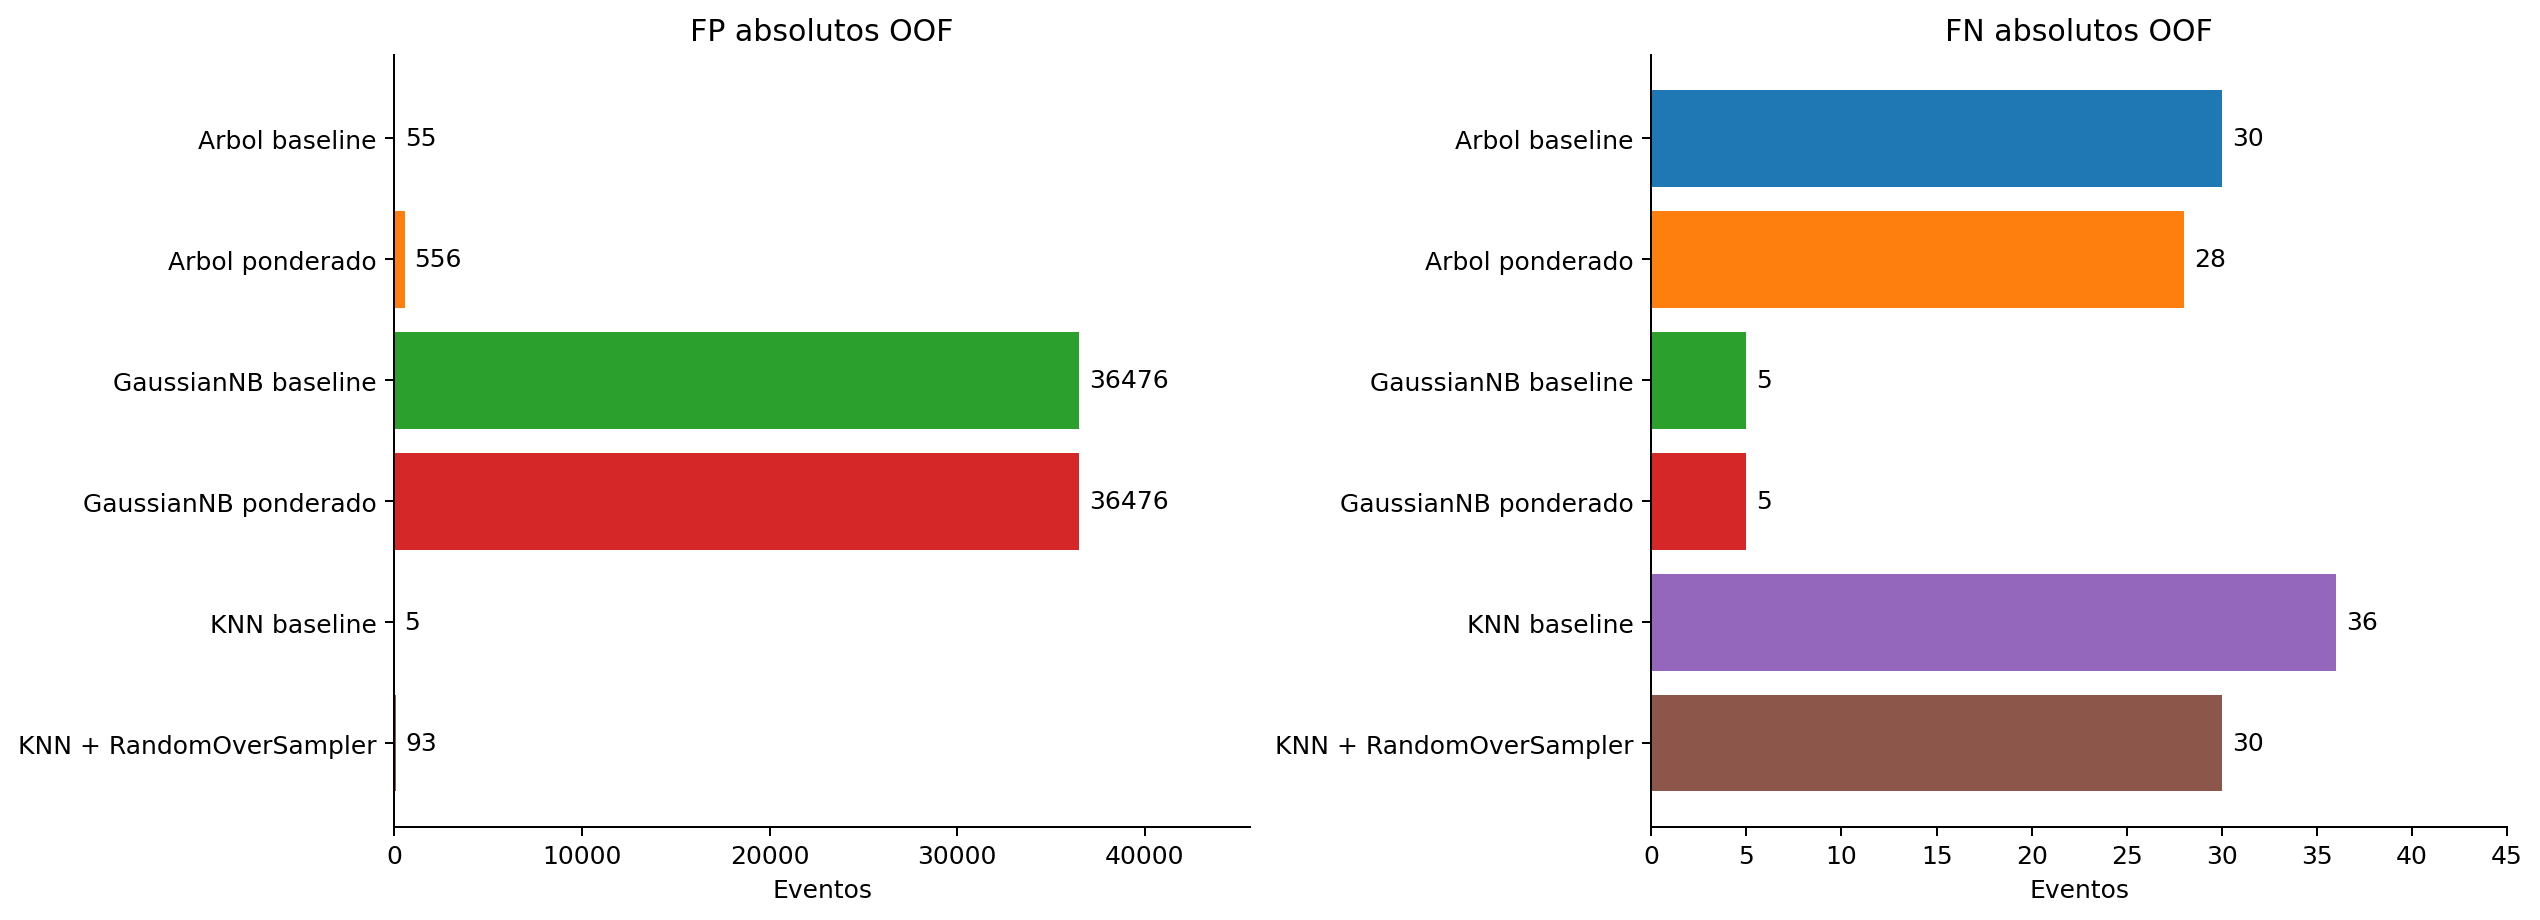 FP absolutos OOF
Arbol baseline
55
Arbol ponderado
556
GaussianNB baseline
36476
GaussianNB ponderado
36476
KNN baseline
5
KNN + RandomOverSampler
93
0 10000 20000 30000 40000
Eventos
FN absolutos OOF
Arbol baseline
30
Arbol ponderado
28
GaussianNB baseline
5
GaussianNB ponderado
5
KNN baseline
36
KNN + RandomOverSampler
30
0 5 10 15 20 25 30 35 40 45
Eventos